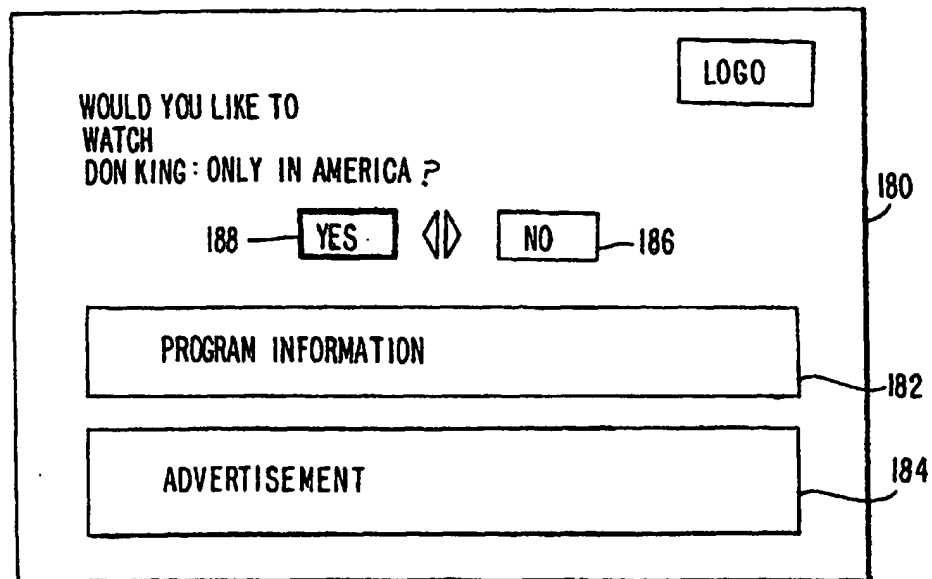 LOGO
WOULD YOU LIKE TO
WATCH
DON KING: ONLY IN AMERICA ?
180
188 YES NO 186
PROGRAM INFORMATION
182
ADVERTISEMENT
184